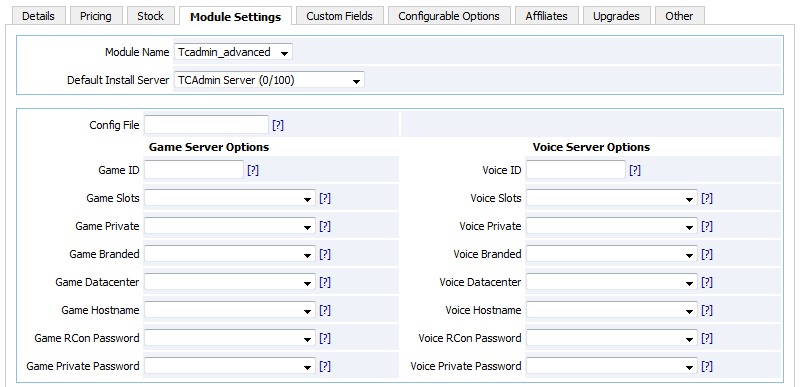 Details Pricing Stock Module Settings Custom Fields Configurable Options Affiliates Upgrades Other
Module Name Tcadmin_advanced
Default Install Server TCAdmin Server (0/100)
Config File [?]
Game Server Options Voice Server Options
Game ID [?] Voice ID [?]
Game Slots [?] Voice Slots [?]
Game Private [?] Voice Private [?]
Game Branded [?] Voice Branded [?]
Game Datacenter [?] Voice Datacenter [?]
Game Hostname [?] Voice Hostname [?]
Game RCon Password [?] Voice RCon Password [?]
Game Private Password [?] Voice Private Password [?]